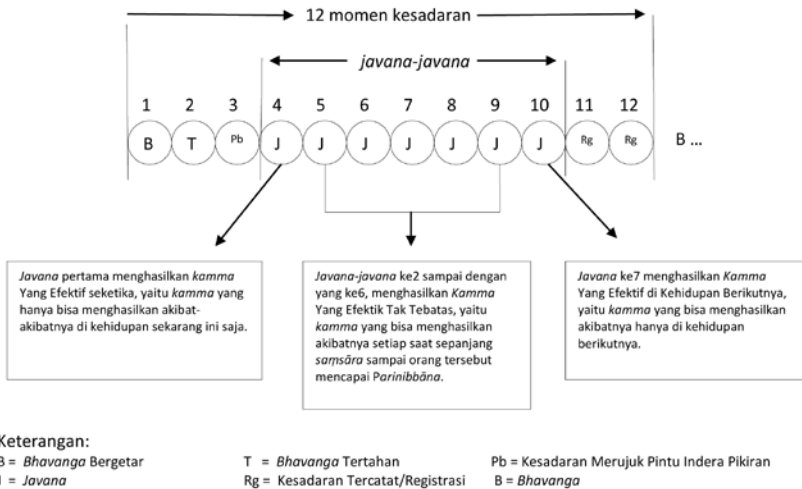 12 momen kesadaran
javana-javana
1 2 3 4 5 6 7 8 9 10 11 12
B T Pb J J J J J J J Rg Rg B ...
Javana pertama menghasilkan kamma
Yang Efektif seketika, yaitu kamma yang
hanya bisa menghasilkan akibat-
akibatnya di kehidupan sekarang ini saja.
Javana-javana ke2 sampai dengan
yang ke6, menghasilkan Kamma
Yang Efektik Tak Tebatas, yaitu
kamma yang bisa menghasilkan
akibatnya setiap saat sepanjang
saṃsāra sampai orang tersebut
mencapai Parinibbāna.
Javana ke7 menghasilkan Kamma
Yang Efektif di Kehidupan Berikutnya,
yaitu kamma yang bisa menghasilkan
akibatnya hanya di kehidupan
berikutnya.
Keterangan:
B = Bhavanga Bergetar T = Bhavanga Tertahan Pb = Kesadaran Merujuk Pintu Indera Pikiran
J = Javana Rg = Kesadaran Tercatat/Registrasi B = Bhavanga